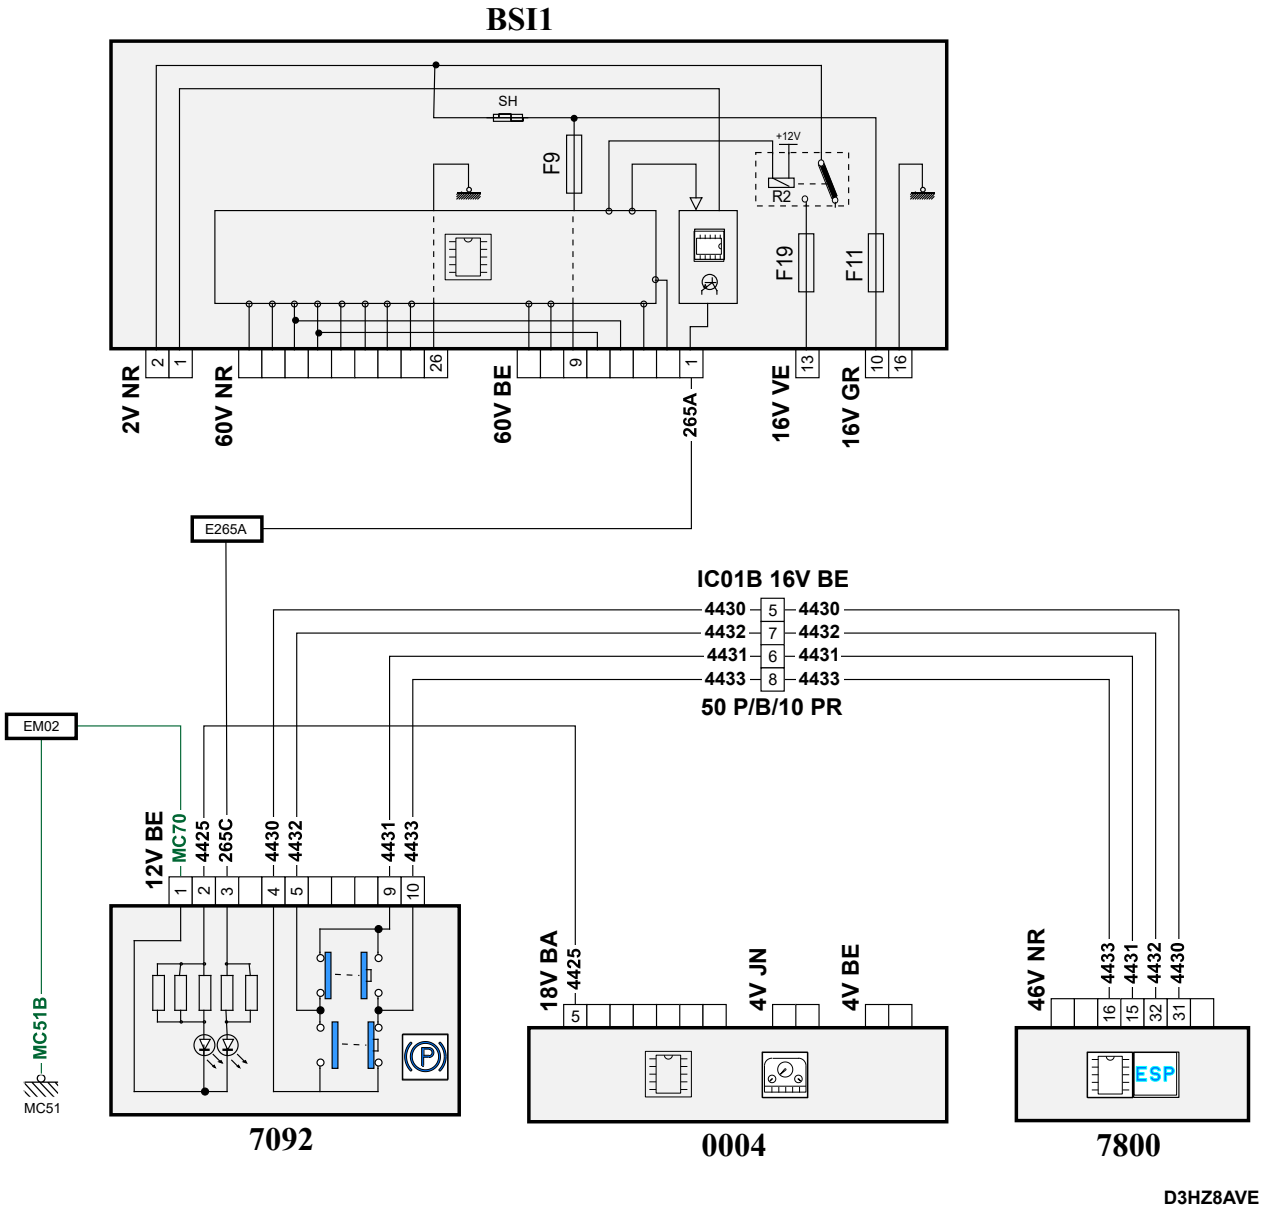 BSI1
SH
F9
+12V
R2
F19
F11
2V NR
2
1
60V NR
26
60V BE
9
1
16V VE
13
16V GR
10
16
265A
E265A
IC01B 16V BE
4430 5 4430
4432 7 4432
4431 6 4431
4433 8 4433
50 P/B/10 PR
EM02
12V BE
MC70
4425
265C
4430
4432
4431
4433
1
2
3
4
5
9
10
P
7092
MC51B
MC51
18V BA
4425
5
4V JN
4V BE
0004
46V NR
4433
4431
4432
4430
16
15
32
31
ESP
7800
D3HZ8AVE